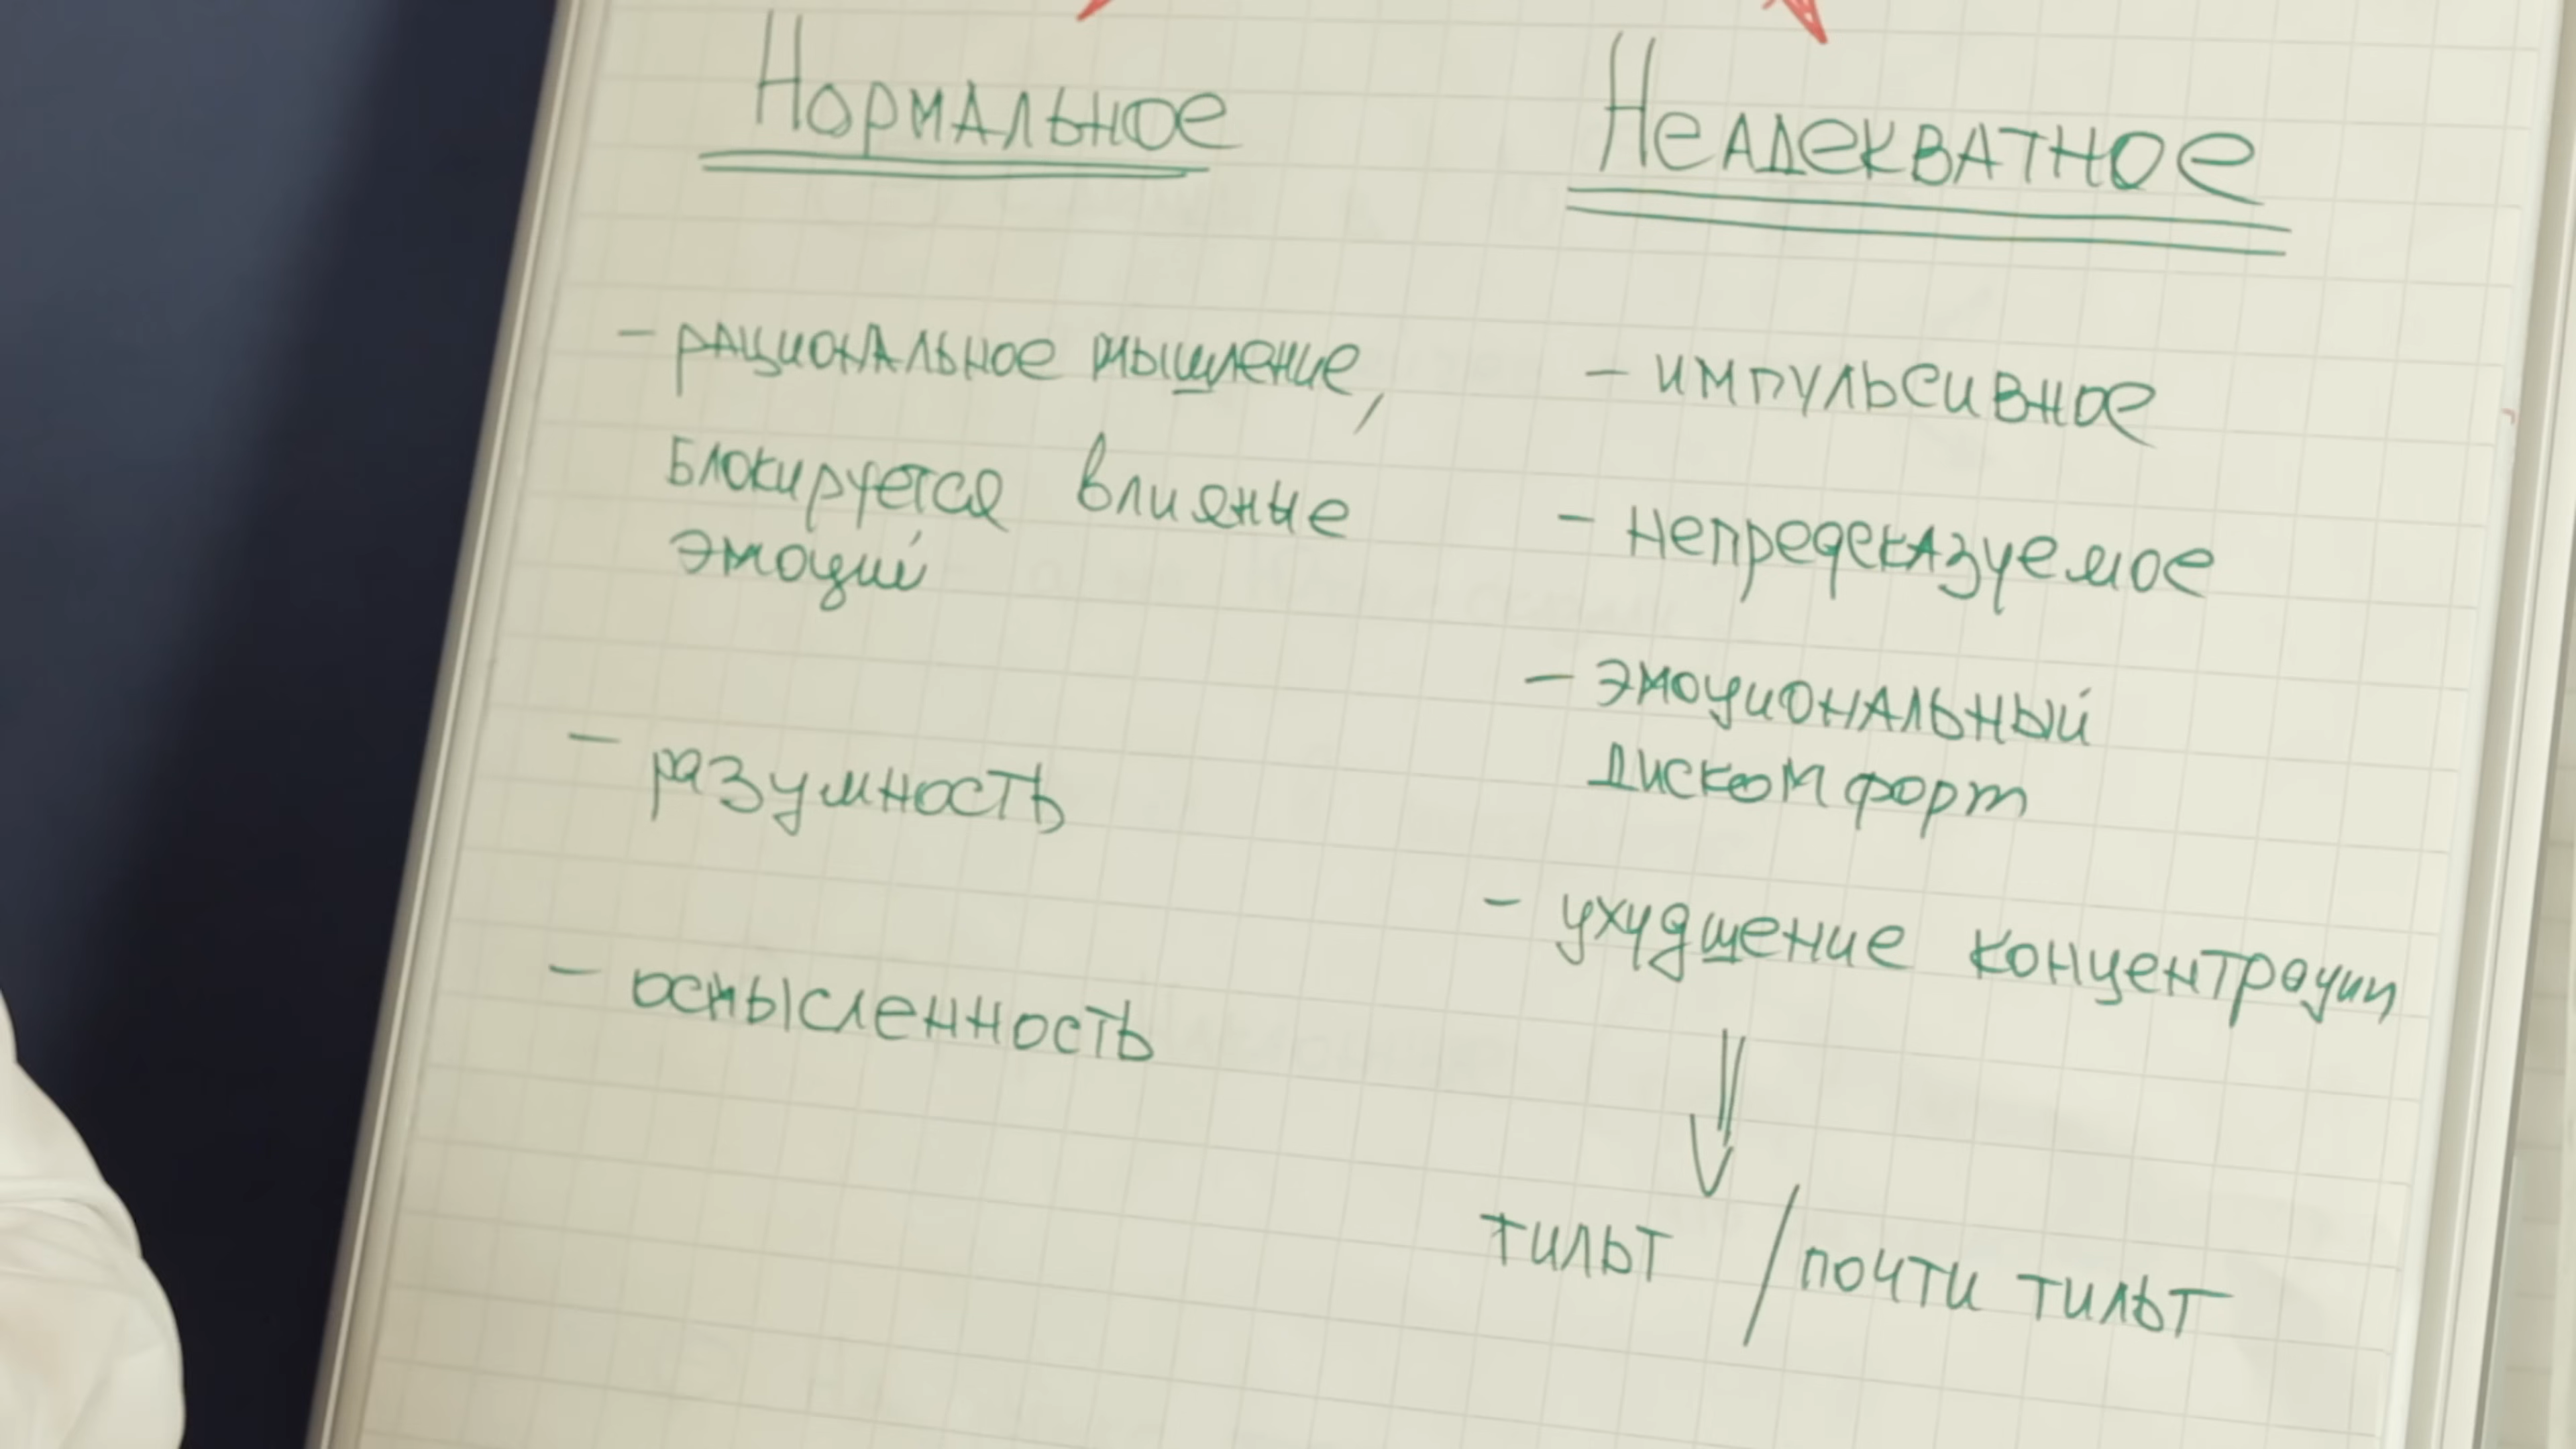 Нормальное
- рациональное мышление,
блокируется влияние
эмоций
- разумность
- осмысленность
Неадекватное
- импульсивное
- непредсказуемое
- эмоциональный
дискомфорт
- ухудшение концентрации
тильт / почти тильт